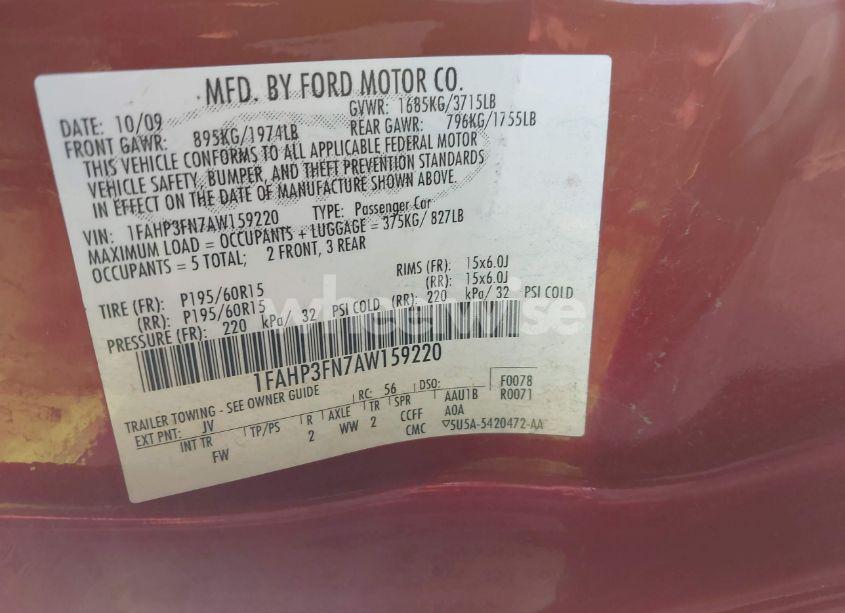 MFD. BY FORD MOTOR CO.
DATE: 10/09 GVWR: 1685KG/3715LB
FRONT GAWR: 895KG/1974LB REAR GAWR: 796KG/1755LB
THIS VEHICLE CONFORMS TO ALL APPLICABLE FEDERAL MOTOR
VEHICLE SAFETY, BUMPER, AND THEFT PREVENTION STANDARDS
IN EFFECT ON THE DATE OF MANUFACTURE SHOWN ABOVE.
VIN: 1FAHP3FN7AW159220 TYPE: Passenger Car
MAXIMUM LOAD = OCCUPANTS + LUGGAGE = 375KG/ 827LB
OCCUPANTS = 5 TOTAL; 2 FRONT, 3 REAR
TIRE (FR): P195/60R15 RIMS (FR): 15x6.0J
(RR): P195/60R15 (RR): 15x6.0J
PRESSURE (FR): 220 kPa/ 32 PSI COLD (RR): 220 kPa/ 32 PSI COLD
wheelwise
1FAHP3FN7AW159220
TRAILER TOWING - SEE OWNER GUIDE
EXT PNT: JV RC: 56 DSO: F0078
INT TR TP/PS R AXLE TR SPR AAU1B R0071
FW 2 WW 2 CCFF AOA
CMC ▽5U5A-5420472-AA